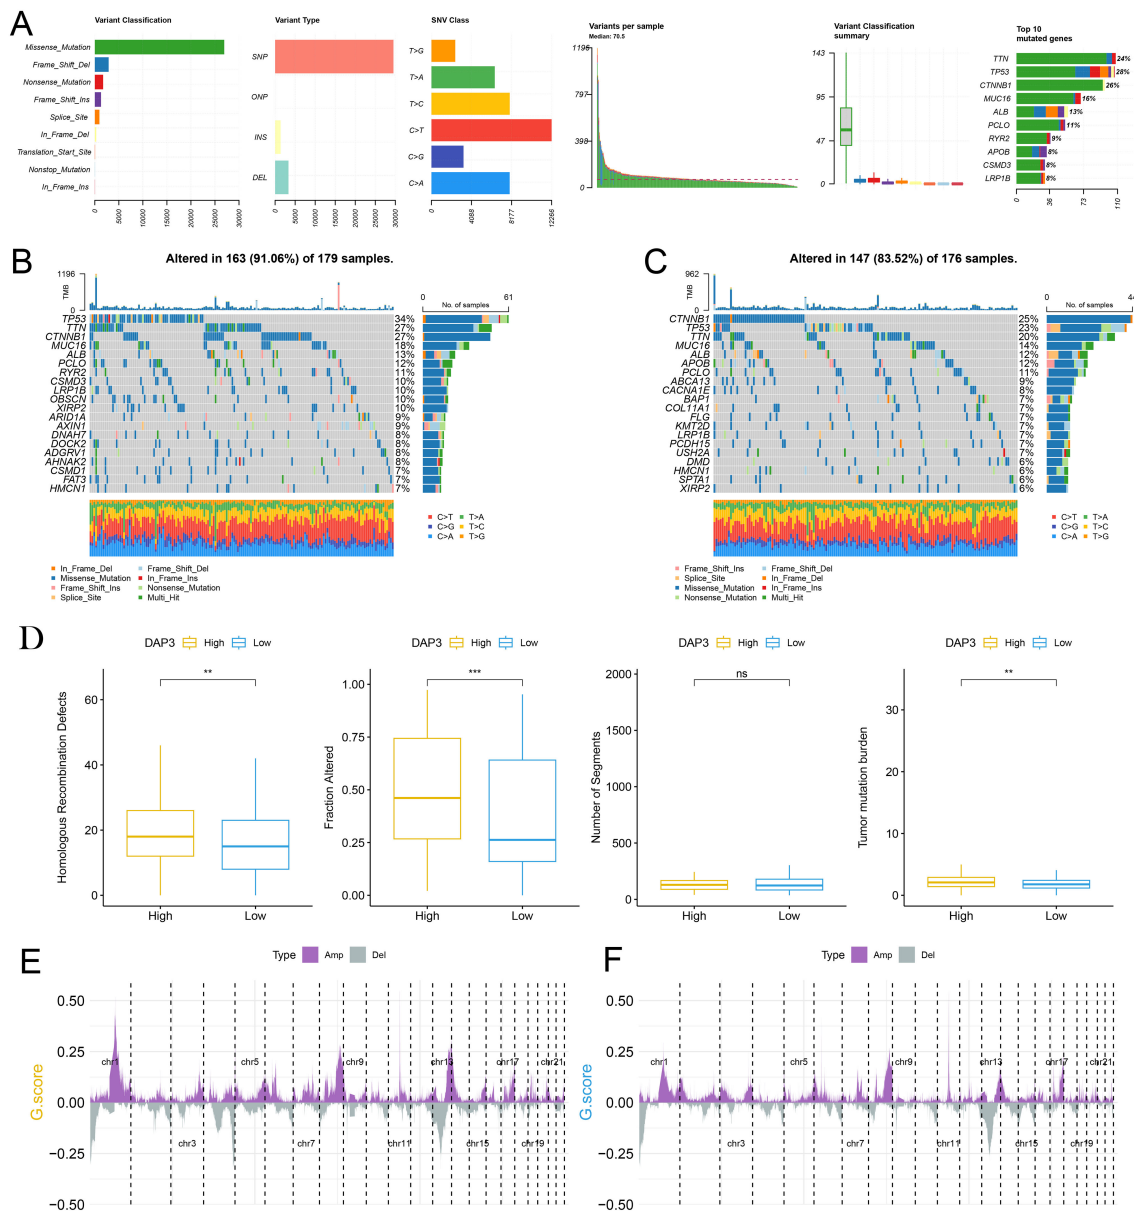 A
Variant Classification
Missense_Mutation
Frame_Shift_Del
Nonsense_Mutation
Frame_Shift_Ins
Splice_Site
In_Frame_Del
Translation_Start_Site
Nonstop_Mutation
In_Frame_Ins
0
5000
10000
15000
20000
25000
30000
Variant Type
SNP
ONP
INS
DEL
0
5000
10000
15000
20000
25000
30000
SNV Class
T>G
T>A
T>C
C>T
C>G
C>A
0
4088
8177
12266
Variants per sample
Median: 70.5
1196
797
398
0
Variant Classification
summary
143
95
47
0
Top 10
mutated genes
TTN 24%
TP53 28%
CTNNB1 26%
MUC16 16%
ALB 13%
PCLO 11%
RYR2 9%
APOB 8%
CSMD3 8%
LRP1B 8%
0
36
73
110
B
Altered in 163 (91.06%) of 179 samples.
TMB
1196
0
0 61
No. of samples
TP53 34%
TTN 27%
CTNNB1 27%
MUC16 18%
ALB 13%
PCLO 12%
RYR2 11%
CSMD3 10%
LRP1B 10%
OBSCN 10%
XIRP2 10%
ARID1A 9%
AXIN1 9%
DNAH7 8%
DOCK2 8%
ADGRV1 8%
AHNAK2 8%
CSMD1 7%
FAT3 7%
HMCN1 7%
C>T T>A
C>G T>C
C>A T>G
In_Frame_Del Frame_Shift_Del
Missense_Mutation In_Frame_Ins
Frame_Shift_Ins Nonsense_Mutation
Splice_Site Multi_Hit
C
Altered in 147 (83.52%) of 176 samples.
TMB
962
0
0 44
No. of samples
CTNNB1 25%
TP53 23%
TTN 20%
MUC16 14%
ALB 12%
APOB 12%
PCLO 11%
ABCA13 9%
CACNA1E 8%
BAP1 7%
COL11A1 7%
FLG 7%
KMT2D 7%
LRP1B 7%
PCDH15 7%
USH2A 7%
DMD 6%
HMCN1 6%
SPTA1 6%
XIRP2 6%
C>T T>A
C>G T>C
C>A T>G
Frame_Shift_Ins Frame_Shift_Del
Splice_Site In_Frame_Del
Missense_Mutation In_Frame_Ins
Nonsense_Mutation Multi_Hit
D
DAP3 High Low
**
Homologous Recombination Defects
60
40
20
0
High Low
DAP3 High Low
***
Fraction Altered
1.00
0.75
0.50
0.25
0.00
High Low
DAP3 High Low
ns
Number of Segments
2000
1500
1000
500
0
High Low
DAP3 High Low
**
Tumor mutation burden
30
20
10
0
High Low
E
Type Amp Del
G.score
0.50
0.25
0.00
−0.25
−0.50
chr1 chr5 chr9 chr13 chr17 chr21
chr3 chr7 chr11 chr15 chr19
F
Type Amp Del
G.score
0.50
0.25
0.00
−0.25
−0.50
chr1 chr5 chr9 chr13 chr17 chr21
chr3 chr7 chr11 chr15 chr19